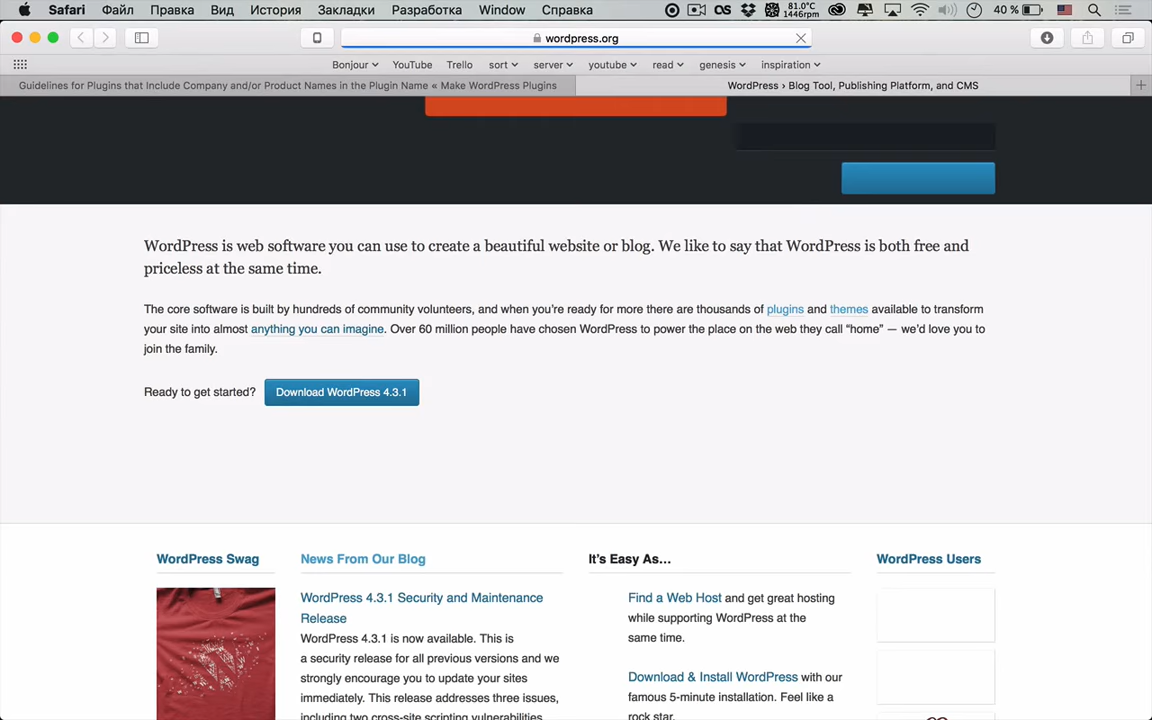 Safari Файл Правка Вид История Закладки Разработка Window Справка 81.0°C 1446rpm 40 %
wordpress.org
Bonjour YouTube Trello sort server youtube read genesis inspiration
Guidelines for Plugins that Include Company and/or Product Names in the Plugin Name « Make WordPress Plugins
WordPress › Blog Tool, Publishing Platform, and CMS
WordPress is web software you can use to create a beautiful website or blog. We like to say that WordPress is both free and
priceless at the same time.
The core software is built by hundreds of community volunteers, and when you’re ready for more there are thousands of plugins and themes available to transform
your site into almost anything you can imagine. Over 60 million people have chosen WordPress to power the place on the web they call “home” — we’d love you to
join the family.
Ready to get started? Download WordPress 4.3.1
WordPress Swag
News From Our Blog
WordPress 4.3.1 Security and Maintenance
Release
WordPress 4.3.1 is now available. This is
a security release for all previous versions and we
strongly encourage you to update your sites
immediately. This release addresses three issues,
including two cross-site scripting vulnerabilities
It’s Easy As…
Find a Web Host and get great hosting
while supporting WordPress at the
same time.
Download & Install WordPress with our
famous 5-minute installation. Feel like a
rock star.
WordPress Users